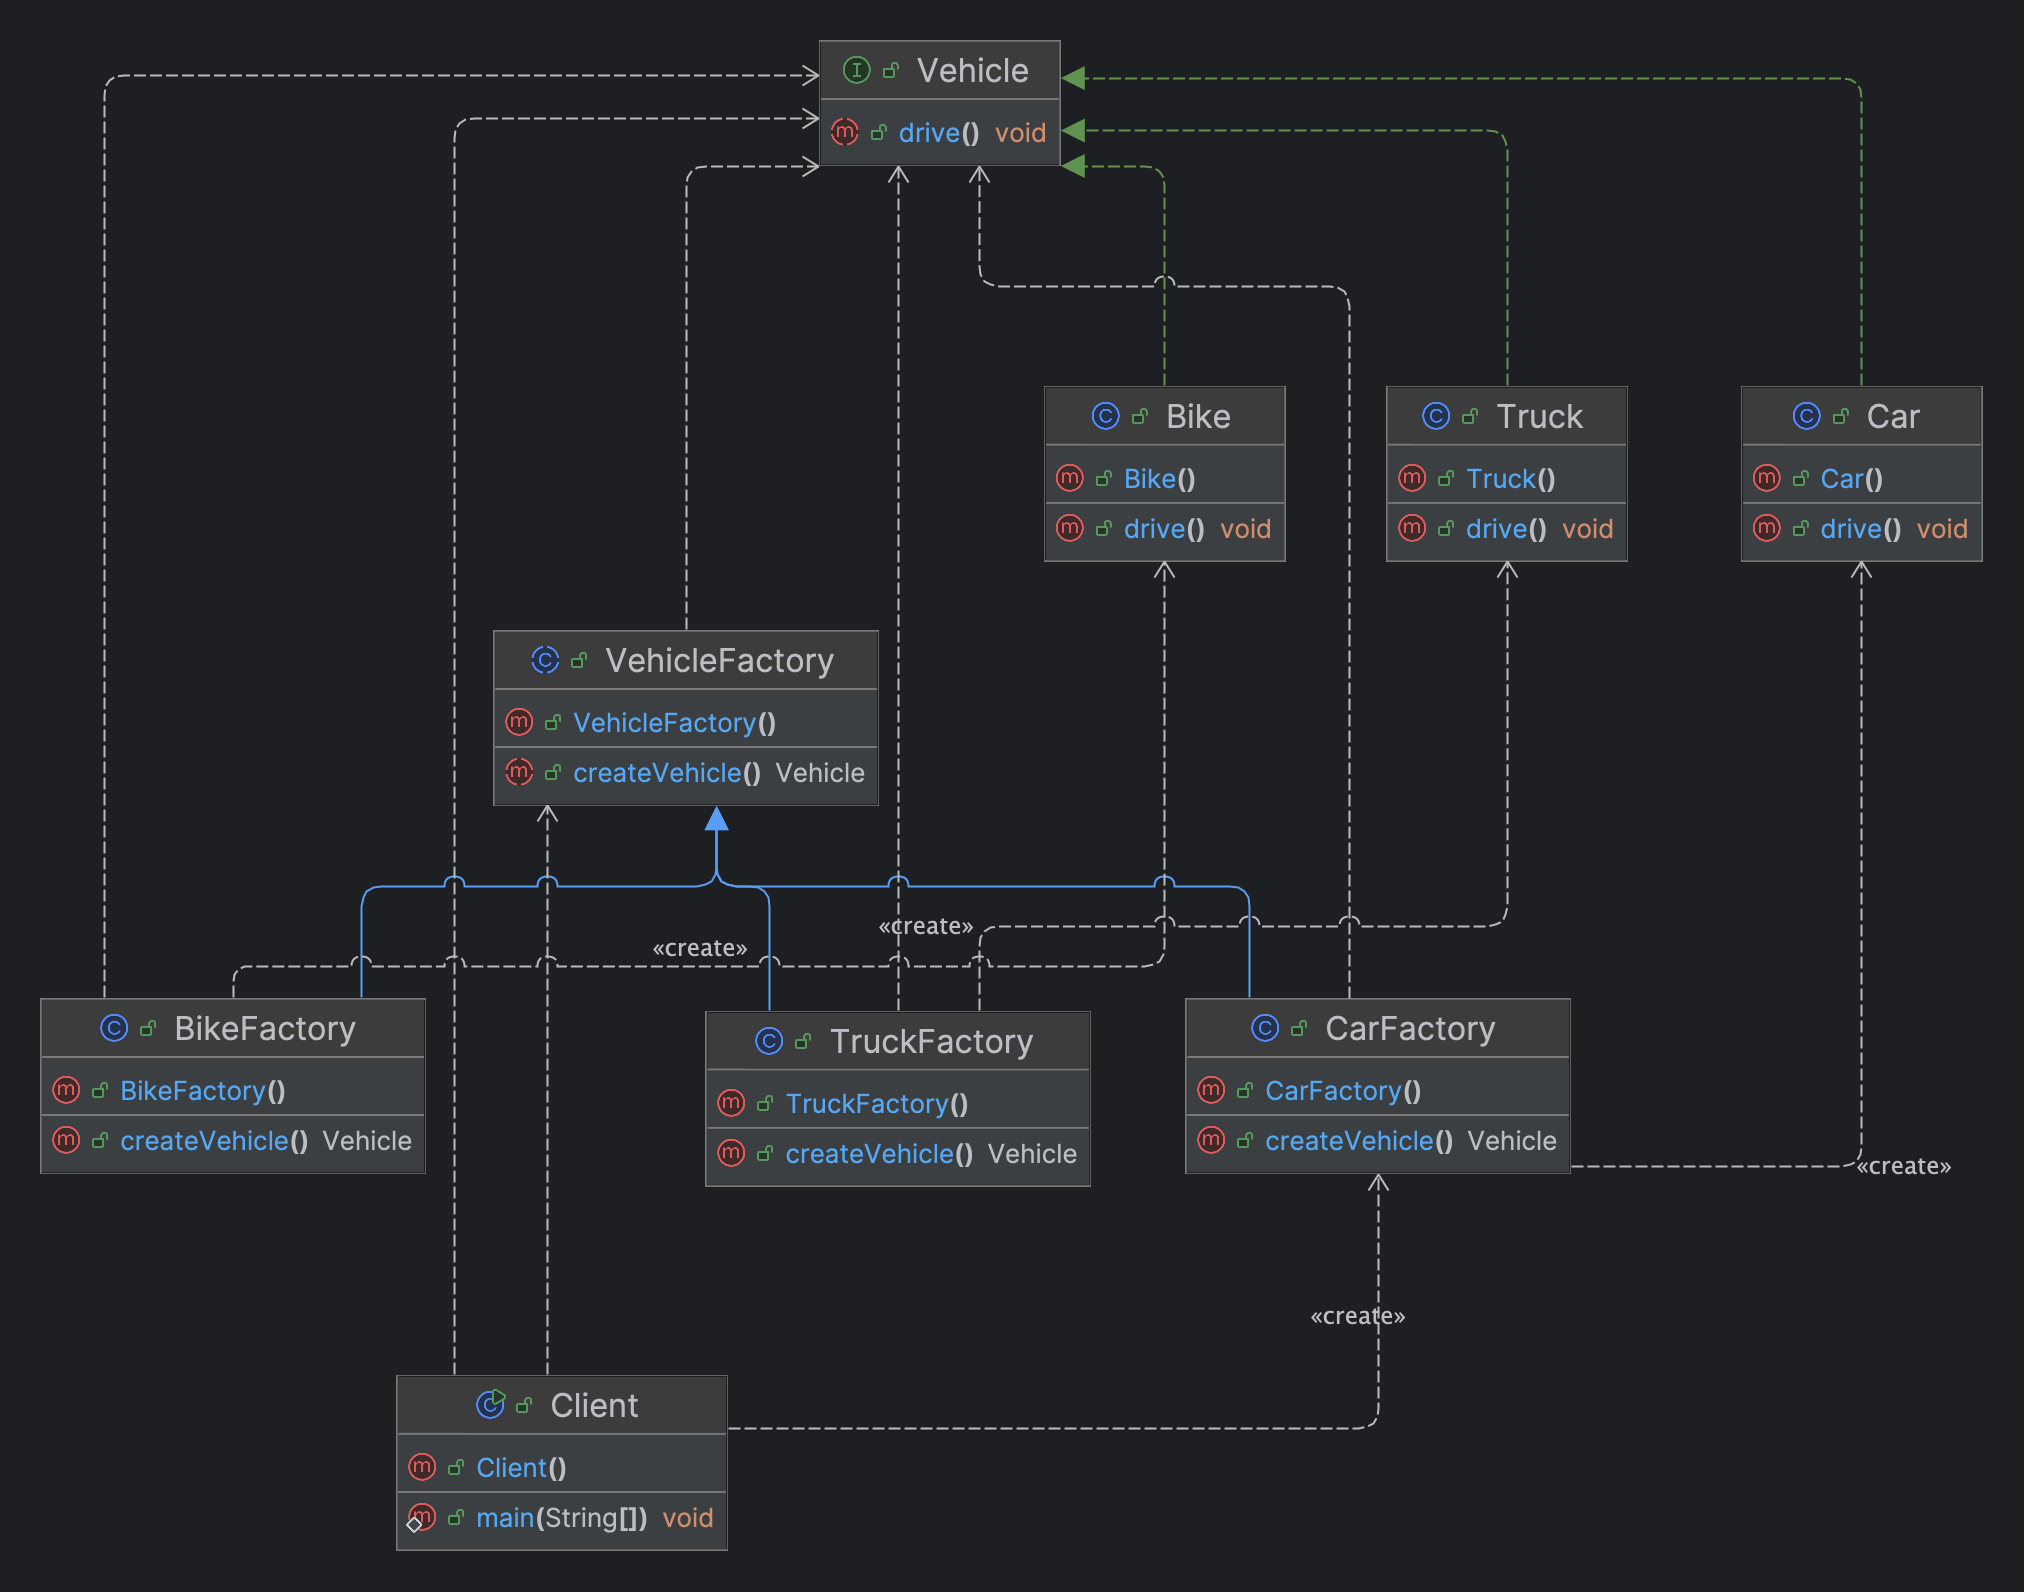 Vehicle
drive() void
Bike
Bike()
drive() void
Truck
Truck()
drive() void
Car
Car()
drive() void
VehicleFactory
VehicleFactory()
createVehicle() Vehicle
«create»
«create»
BikeFactory
BikeFactory()
createVehicle() Vehicle
TruckFactory
TruckFactory()
createVehicle() Vehicle
CarFactory
CarFactory()
createVehicle() Vehicle
«create»
«create»
Client
Client()
main(String[]) void